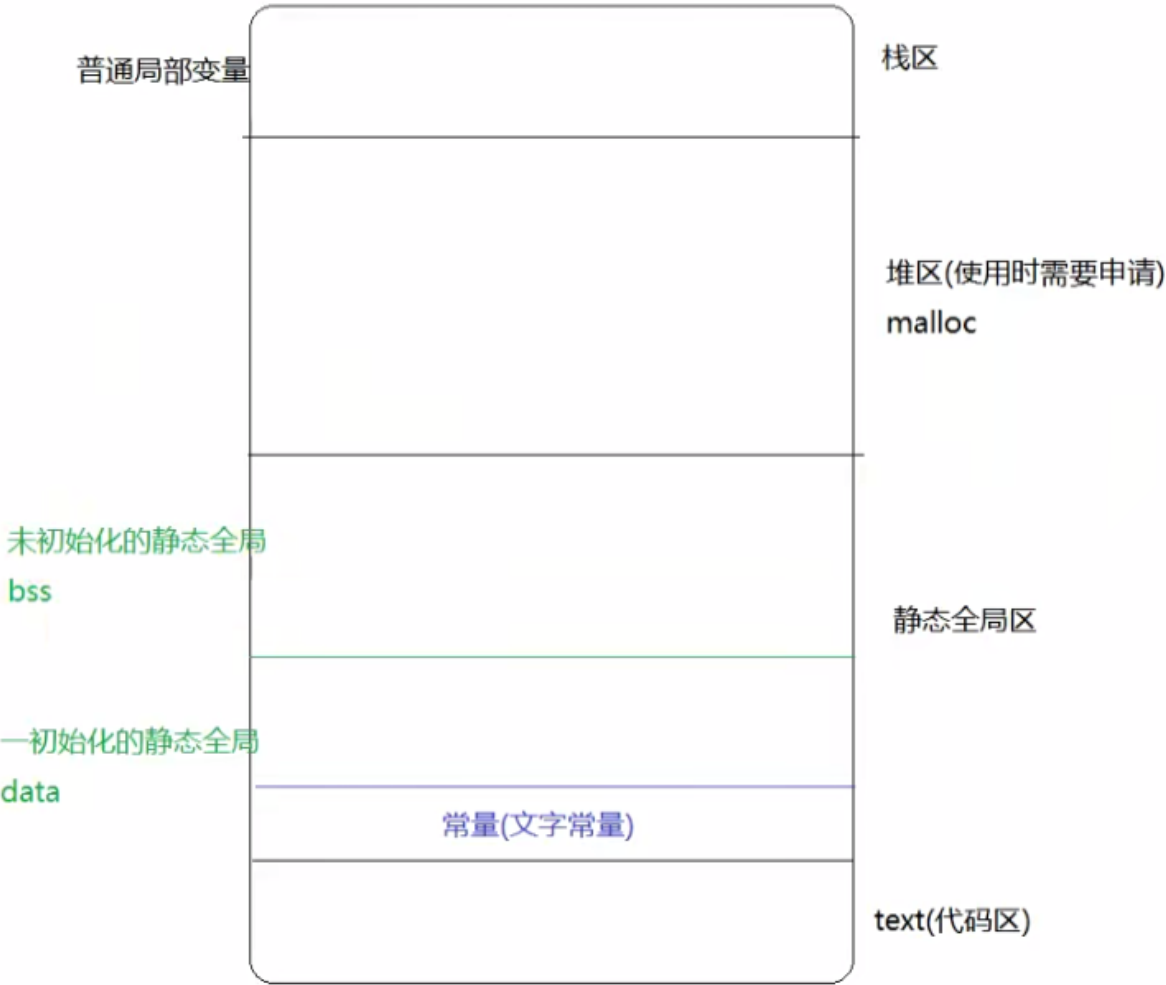 普通局部变量
栈区
堆区(使用时需要申请)
malloc
未初始化的静态全局
bss
静态全局区
一初始化的静态全局
data
常量(文字常量)
text(代码区)